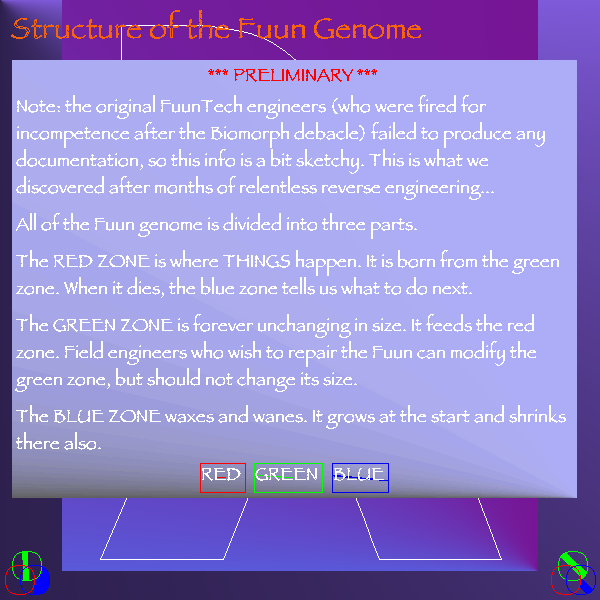 Structure of the Fuun Genome
*** PRELIMINARY ***
Note: the original FuunTech engineers (who were fired for
incompetence after the Biomorph debacle) failed to produce any
documentation, so this info is a bit sketchy. This is what we
discovered after months of relentless reverse engineering...
All of the Fuun genome is divided into three parts.
The RED ZONE is where THINGS happen. It is born from the green
zone. When it dies, the blue zone tells us what to do next.
The GREEN ZONE is forever unchanging in size. It feeds the red
zone. Field engineers who wish to repair the Fuun can modify the
green zone, but should not change its size.
The BLUE ZONE waxes and wanes. It grows at the start and shrinks
there also.
RED GREEN BLUE